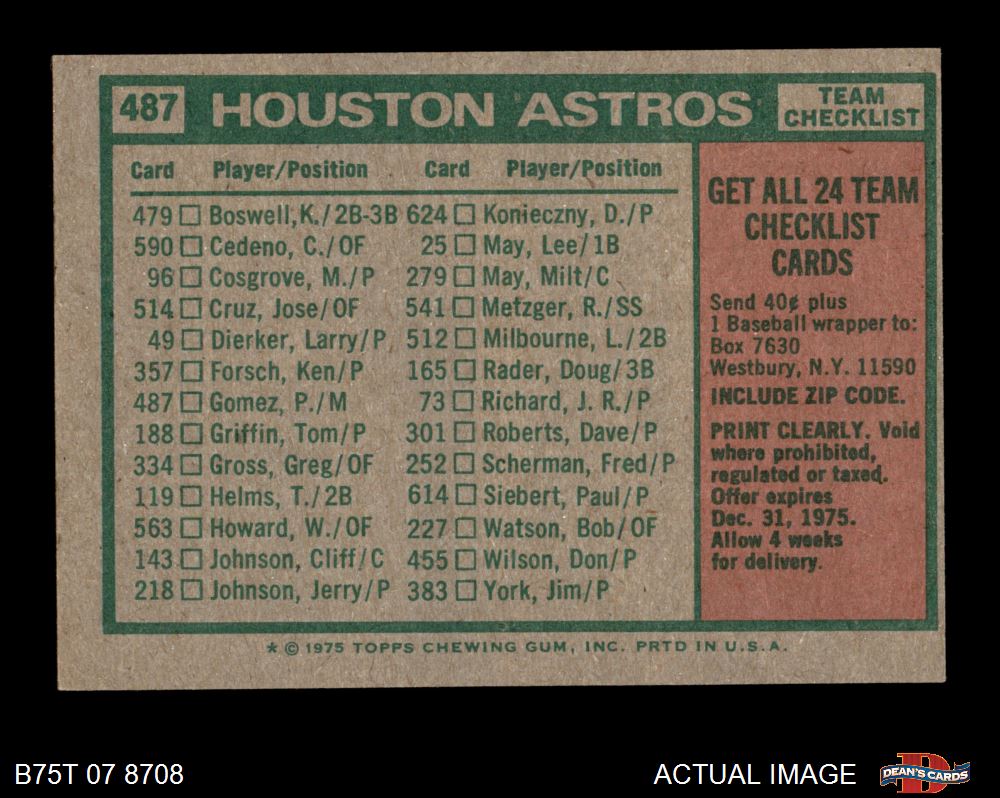 487 HOUSTON ASTROS TEAM CHECKLIST
Card Player/Position Card Player/Position
479 □ Boswell,K./2B-3B 624 □ Konieczny, D./P
590 □ Cedeno, C./OF 25 □ May, Lee/1B
96 □ Cosgrove, M./P 279 □ May, Milt/C
514 □ Cruz, Jose/OF 541 □ Metzger, R./SS
49 □ Dierker, Larry/P 512 □ Milbourne, L./2B
357 □ Forsch, Ken/P 165 □ Rader, Doug/3B
487 □ Gomez, P./M 73 □ Richard, J. R./P
188 □ Griffin, Tom/P 301 □ Roberts, Dave/P
334 □ Gross, Greg/OF 252 □ Scherman, Fred/P
119 □ Helms, T./2B 614 □ Siebert, Paul/P
563 □ Howard, W./OF 227 □ Watson, Bob/OF
143 □ Johnson, Cliff/C 455 □ Wilson, Don/P
218 □ Johnson, Jerry/P 383 □ York, Jim/P
GET ALL 24 TEAM
CHECKLIST
CARDS
Send 40¢ plus
1 Baseball wrapper to:
Box 7630
Westbury, N.Y. 11590
INCLUDE ZIP CODE.
PRINT CLEARLY. Void
where prohibited,
regulated or taxed.
Offer expires
Dec. 31, 1975.
Allow 4 weeks
for delivery.
* © 1975 TOPPS CHEWING GUM, INC. PRTD IN U.S.A.
B75T 07 8708
ACTUAL IMAGE
D
DEAN'S CARDS